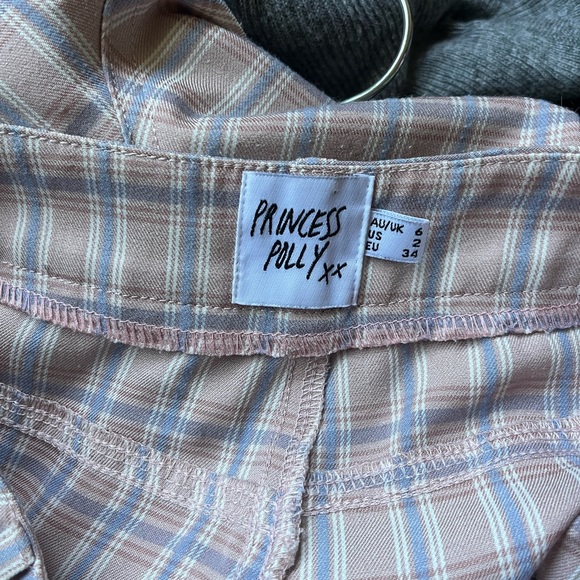 PRINCESS
POLLY xx
AU/UK 6
US 2
EU 34